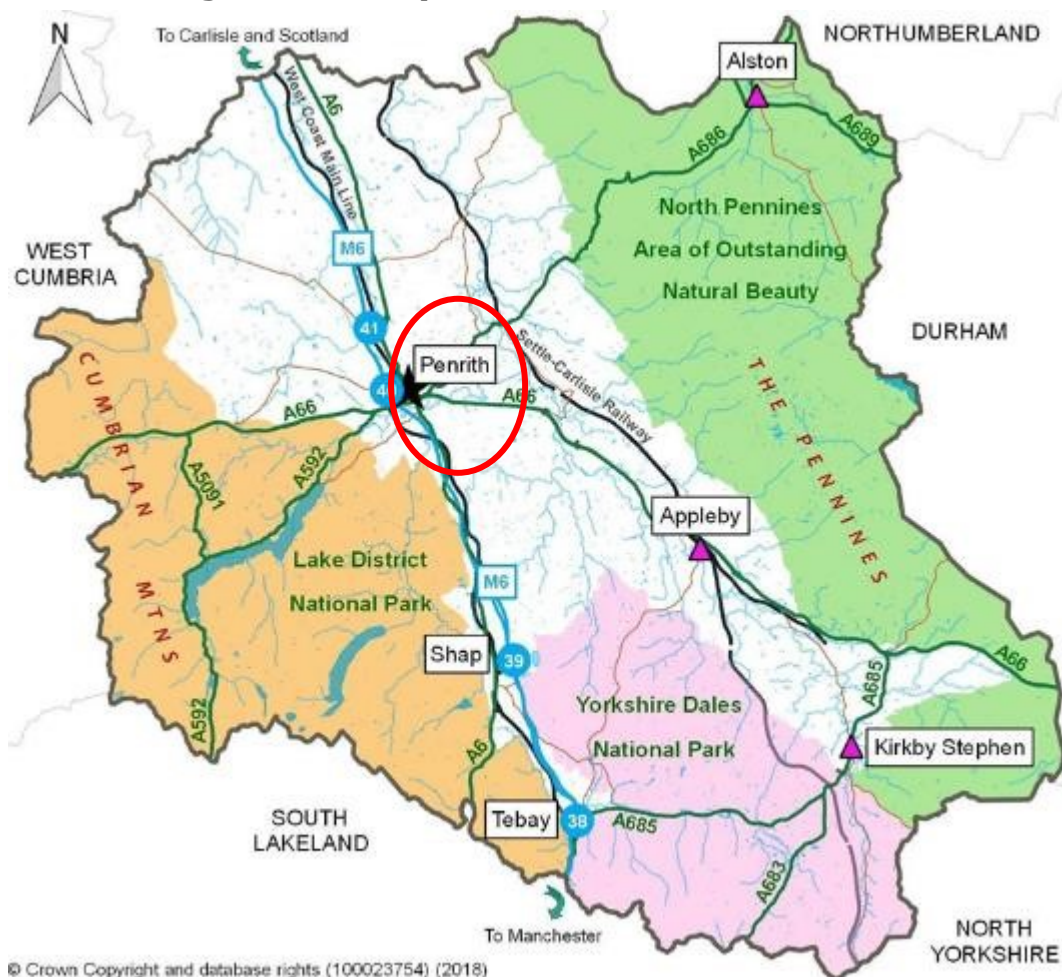 N
To Carlisle and Scotland
NORTHUMBERLAND
Alston
A6
West Coast Main Line
A686
A689
North Pennines
Area of Outstanding
Natural Beauty
WEST
CUMBRIA
M6
DURHAM
41
Penrith
Settle-Carlisle Railway
40
A66
A66
CUMBRIAN MTNS
THE PENNINES
A592
A5091
Appleby
Lake District
National Park
M6
Shap
39
A685
A66
Yorkshire Dales
National Park
A592
Kirkby Stephen
A6
SOUTH
LAKELAND
Tebay
38
A685
A683
To Manchester
NORTH
YORKSHIRE
© Crown Copyright and database rights (100023754) (2018)